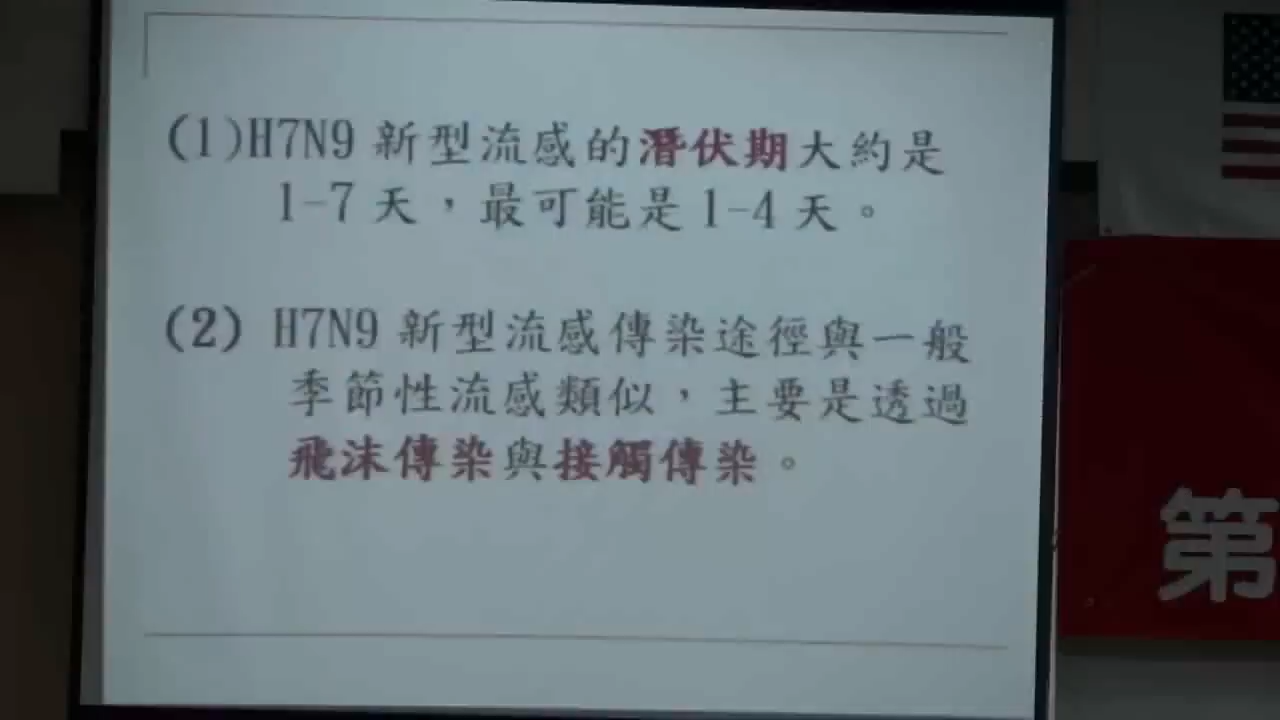 (1)H7N9 新型流感的潛伏期大約是
1-7 天，最可能是 1-4 天。
(2) H7N9 新型流感傳染途徑與一般
季節性流感類似，主要是透過
飛沫傳染與接觸傳染。
第